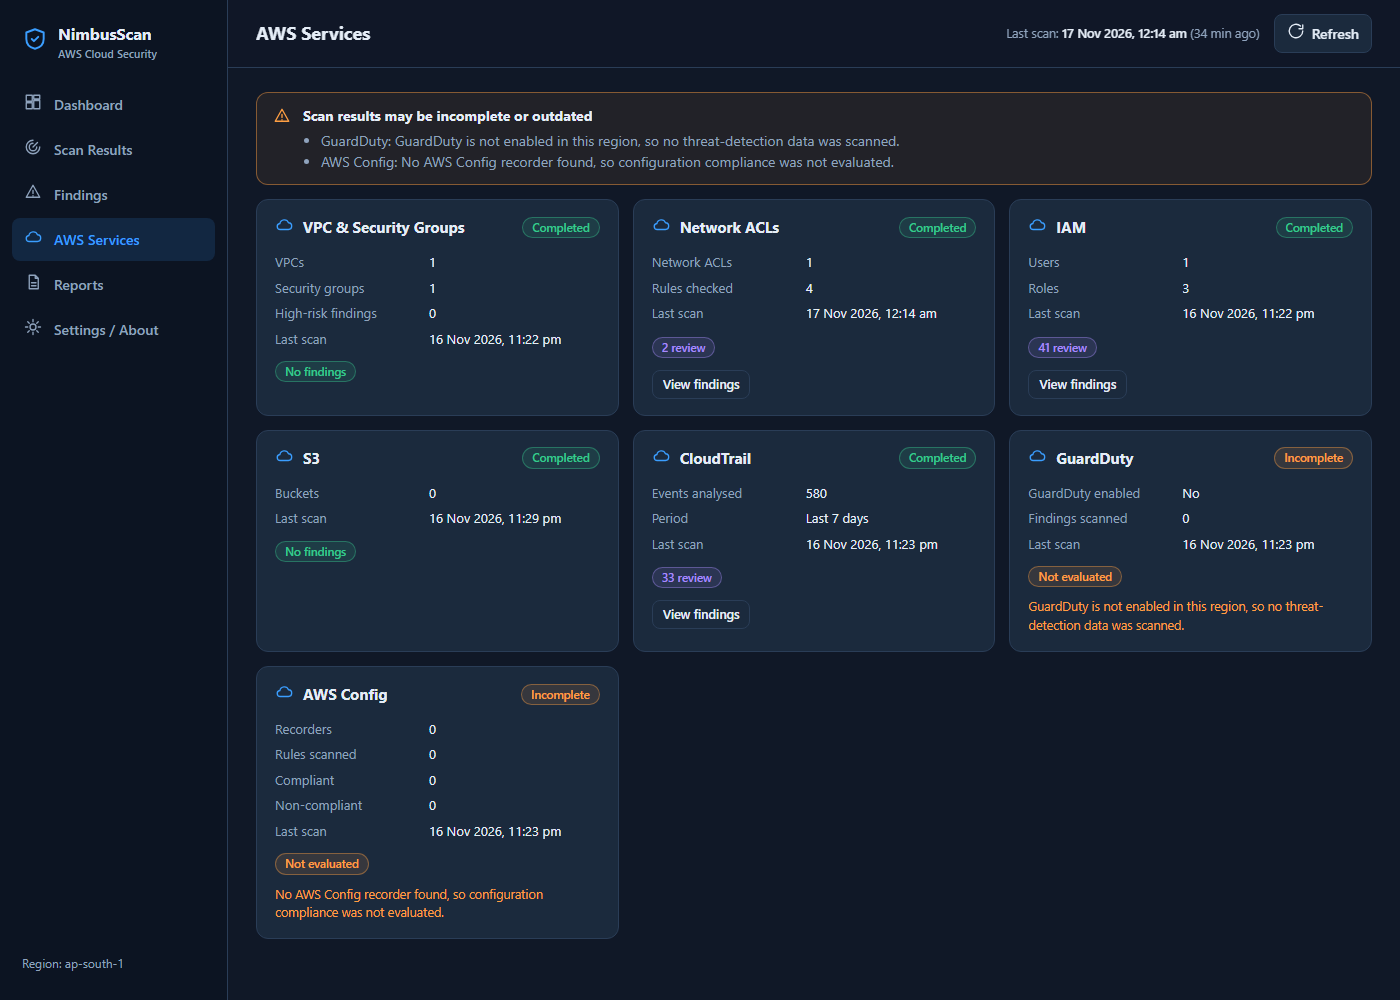 NimbusScan
AWS Cloud Security
Dashboard
Scan Results
Findings
AWS Services
Reports
Settings / About
Region: ap-south-1
AWS Services
Last scan: 17 Nov 2026, 12:14 am (34 min ago)
Refresh
Scan results may be incomplete or outdated
• GuardDuty: GuardDuty is not enabled in this region, so no threat-detection data was scanned.
• AWS Config: No AWS Config recorder found, so configuration compliance was not evaluated.
VPC & Security Groups Completed
VPCs 1
Security groups 1
High-risk findings 0
Last scan 16 Nov 2026, 11:22 pm
No findings
Network ACLs Completed
Network ACLs 1
Rules checked 4
Last scan 17 Nov 2026, 12:14 am
2 review
View findings
IAM Completed
Users 1
Roles 3
Last scan 16 Nov 2026, 11:22 pm
41 review
View findings
S3 Completed
Buckets 0
Last scan 16 Nov 2026, 11:29 pm
No findings
CloudTrail Completed
Events analysed 580
Period Last 7 days
Last scan 16 Nov 2026, 11:23 pm
33 review
View findings
GuardDuty Incomplete
GuardDuty enabled No
Findings scanned 0
Last scan 16 Nov 2026, 11:23 pm
Not evaluated
GuardDuty is not enabled in this region, so no threat-
detection data was scanned.
AWS Config Incomplete
Recorders 0
Rules scanned 0
Compliant 0
Non-compliant 0
Last scan 16 Nov 2026, 11:23 pm
Not evaluated
No AWS Config recorder found, so configuration
compliance was not evaluated.